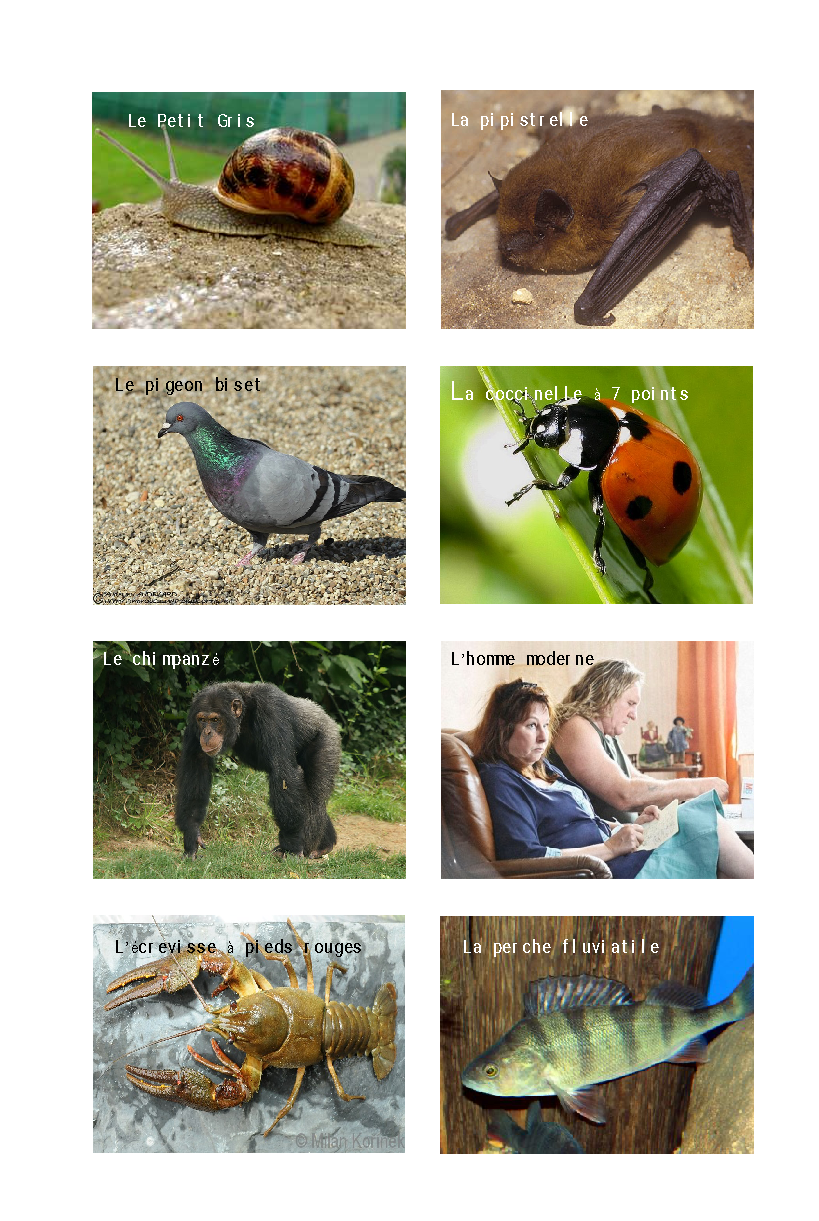 Le Petit Gris
La pipistrelle
Le pigeon biset
La coccinelle à 7 points
Le chimpanzé
L'homme moderne
L'écrevisse à pieds rouges
La perche fluviatile
© Milan Kořínek